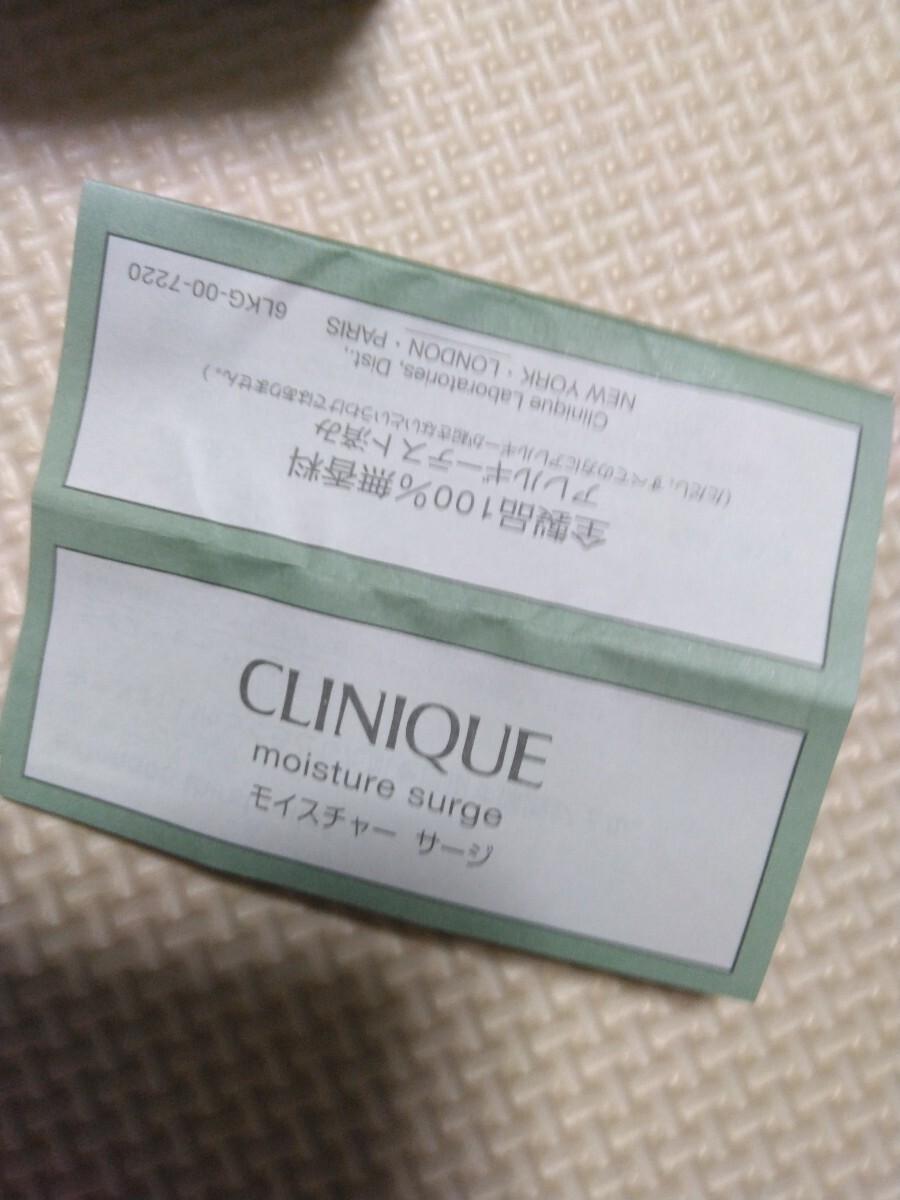 CLINIQUE
moisture surge
モイスチャー サージ
全製品100%無香料
アレルギーテスト済み
(ただし、すべての方にアレルギーが起きないというわけではありません。)
Clinique Laboratories, Dist.,
NEW YORK · LONDON · PARIS
6LKG-00-7220